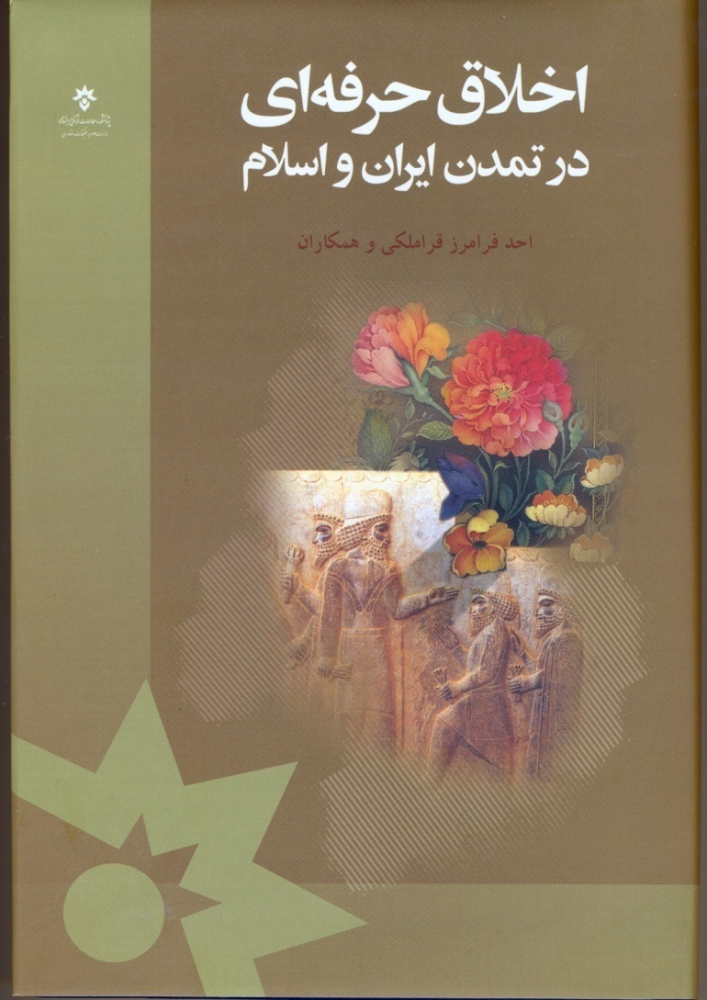 اخلاق حرفه‌ای
در تمدن ایران و اسلام
احد فرامرز قراملکی و همکاران